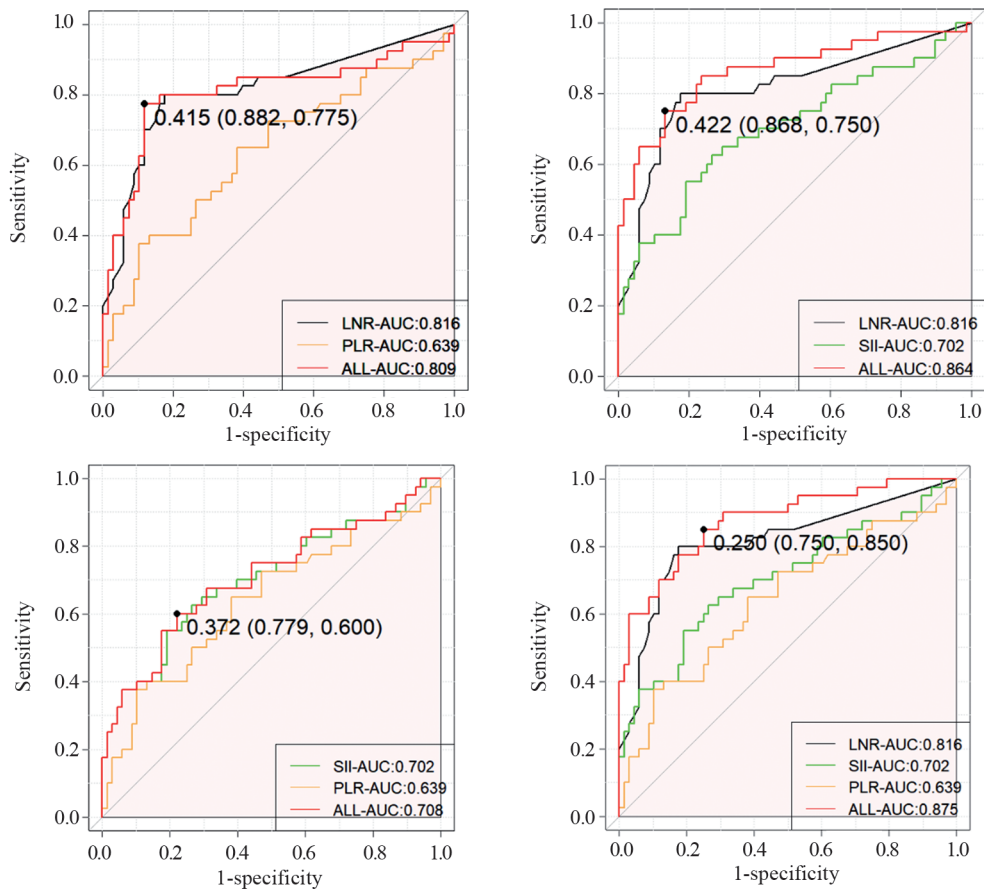 1.0
0.8
0.6
0.4
0.2
0.0
Sensitivity
0.415 (0.882, 0.775)
LNR-AUC:0.816
PLR-AUC:0.639
ALL-AUC:0.809
0.0 0.2 0.4 0.6 0.8 1.0
1-specificity
1.0
0.8
0.6
0.4
0.2
0.0
Sensitivity
0.422 (0.868, 0.750)
LNR-AUC:0.816
SII-AUC:0.702
ALL-AUC:0.864
0.0 0.2 0.4 0.6 0.8 1.0
1-specificity
1.0
0.8
0.6
0.4
0.2
0.0
Sensitivity
0.372 (0.779, 0.600)
SII-AUC:0.702
PLR-AUC:0.639
ALL-AUC:0.708
0.0 0.2 0.4 0.6 0.8 1.0
1-specificity
1.0
0.8
0.6
0.4
0.2
0.0
Sensitivity
0.250 (0.750, 0.850)
LNR-AUC:0.816
SII-AUC:0.702
PLR-AUC:0.639
ALL-AUC:0.875
0.0 0.2 0.4 0.6 0.8 1.0
1-specificity